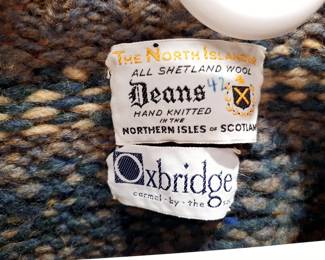 THE NORTH ISLANDER
ALL SHETLAND WOOL
Deans 42
HAND KNITTED
IN THE
NORTHERN ISLES OF SCOTLAND
Oxbridge
carmel-by-the